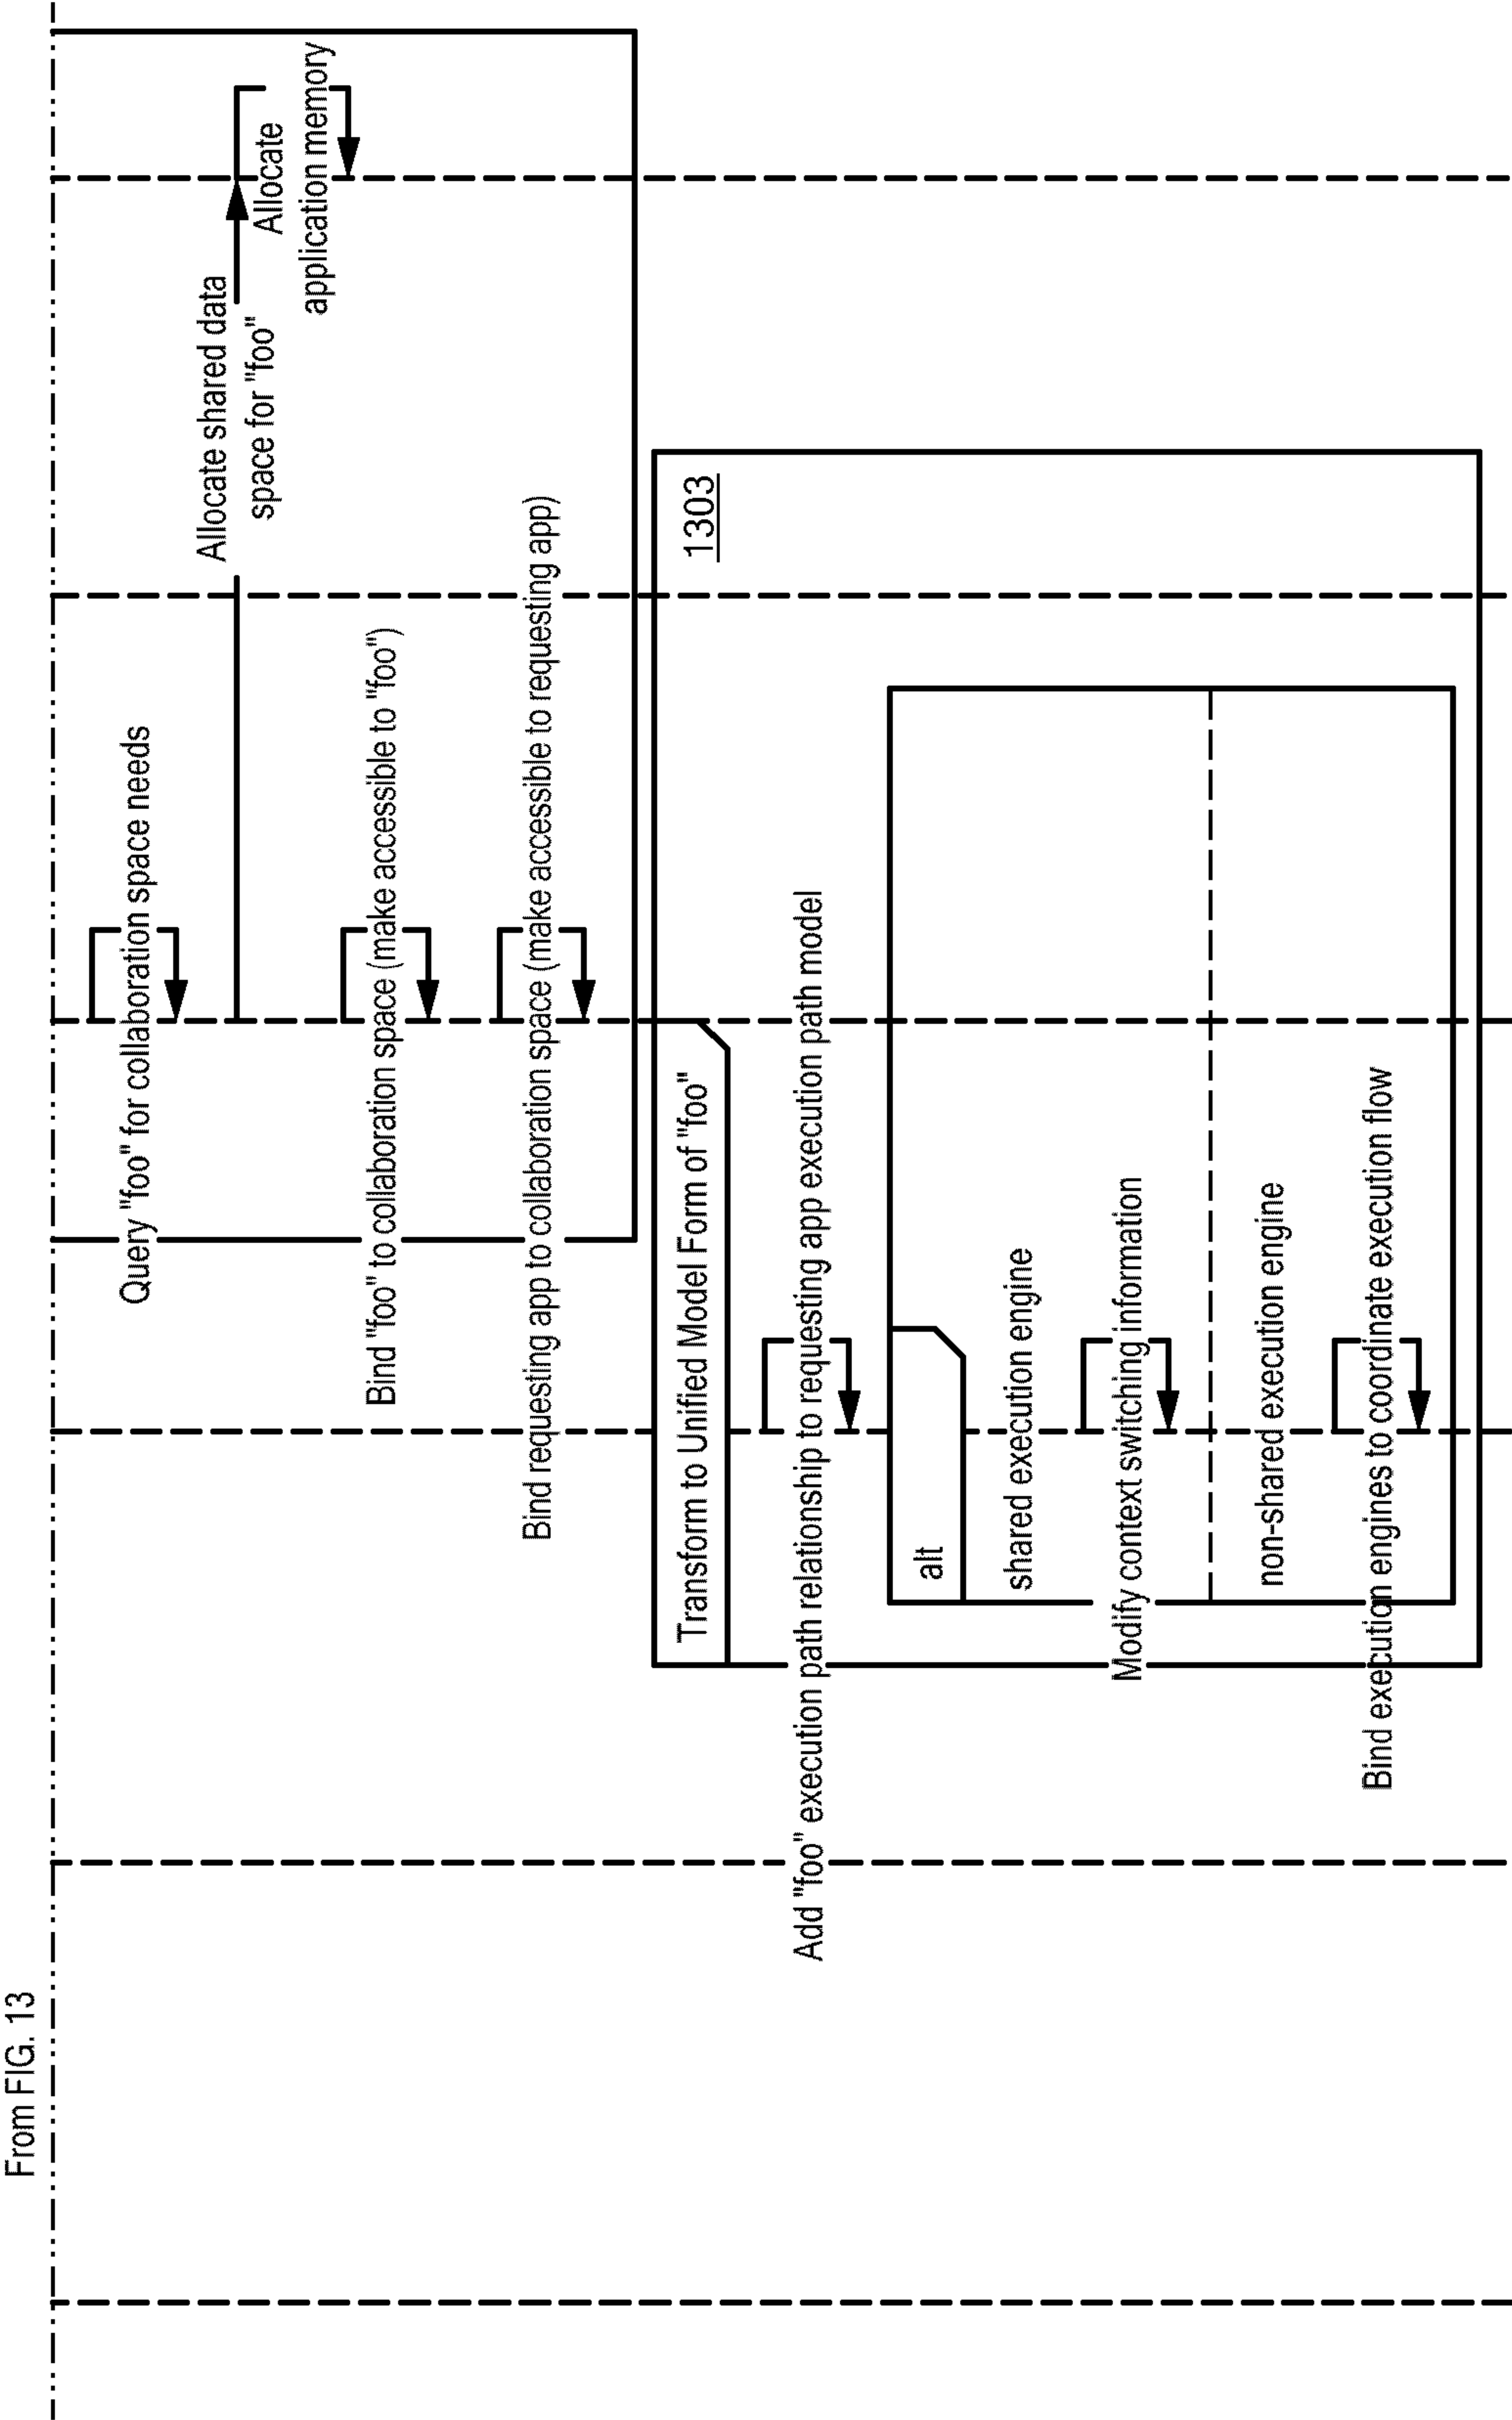 From FIG. 13
Query "foo" for collaboration space needs
Allocate shared data
space for "foo"
Allocate
application memory
Bind "foo" to collaboration space (make accessible to "foo")
Bind requesting app to collaboration space (make accessible to requesting app)
Transform to Unified Model Form of "foo"
1303
Add "foo" execution path relationship to requesting app execution path model
alt
shared execution engine
Modify context switching information
non-shared execution engine
Bind execution engines to coordinate execution flow